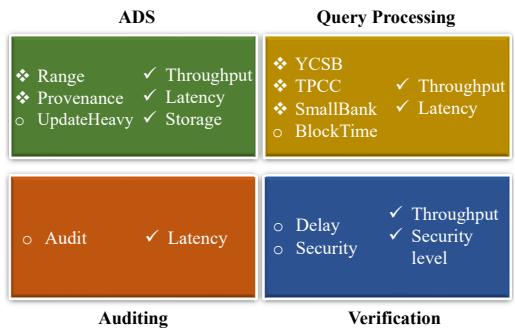 ADS
❖ Range
❖ Provenance
○ UpdateHeavy
✓ Throughput
✓ Latency
✓ Storage
Query Processing
❖ YCSB
❖ TPCC
❖ SmallBank
○ BlockTime
✓ Throughput
✓ Latency
○ Audit
✓ Latency
Auditing
○ Delay
○ Security
✓ Throughput
✓ Security
level
Verification